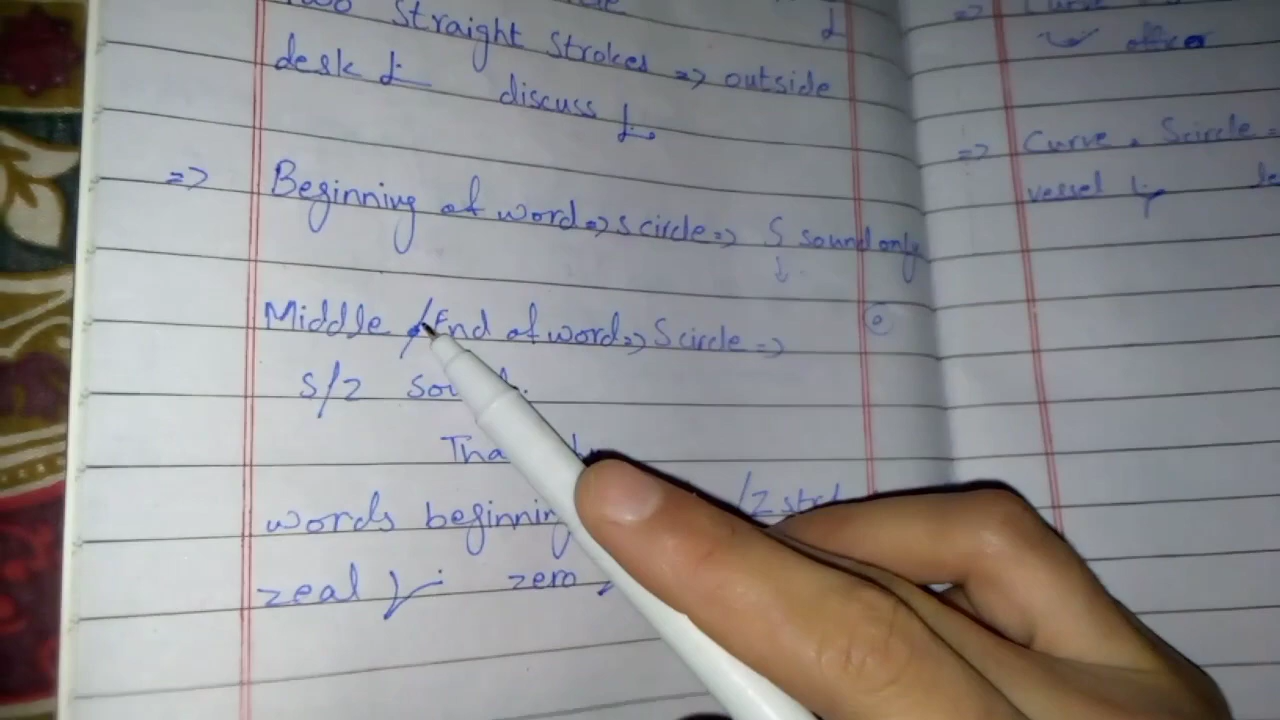 Straight Strokes => outside
desk discuss
=> Beginning of word => S circle => S sound only
Middle / End of word => S circle =>
S/Z
words beginning /Z
zeal zero
=> Curve
=> Curve . S circle =
vessel